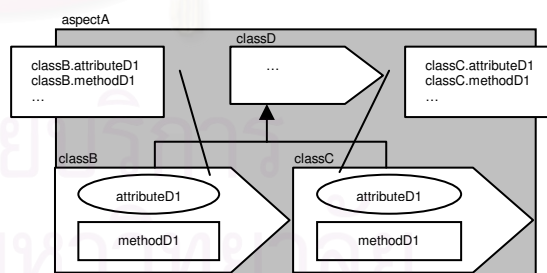 aspectA
classD
classB.attributeD1
classB.methodD1
…
…
classC.attributeD1
classC.methodD1
…
classB
classC
attributeD1
attributeD1
methodD1
methodD1